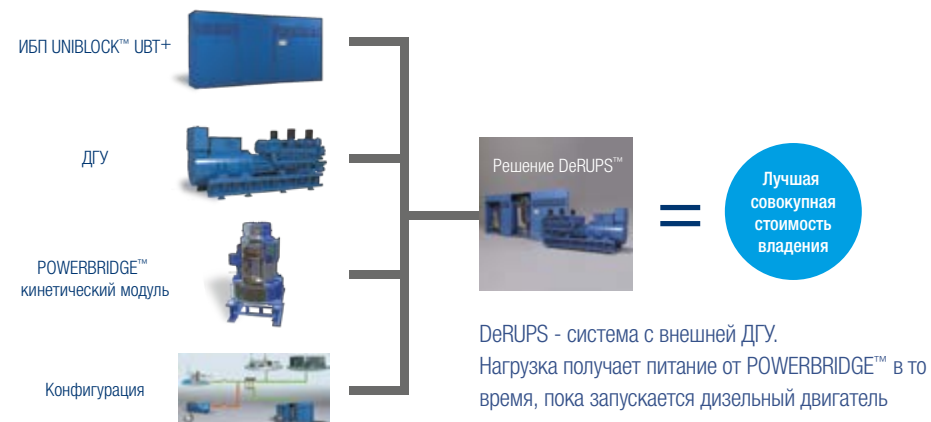 ИБП UNIBLOCK™ UBT+
ДГУ
POWERBRIDGE™
кинетический модуль
Конфигурация
Решение DeRUPS™
=
Лучшая
совокупная
стоимость
владения
DeRUPS - система с внешней ДГУ.
Нагрузка получает питание от POWERBRIDGE™ в то
время, пока запускается дизельный двигатель